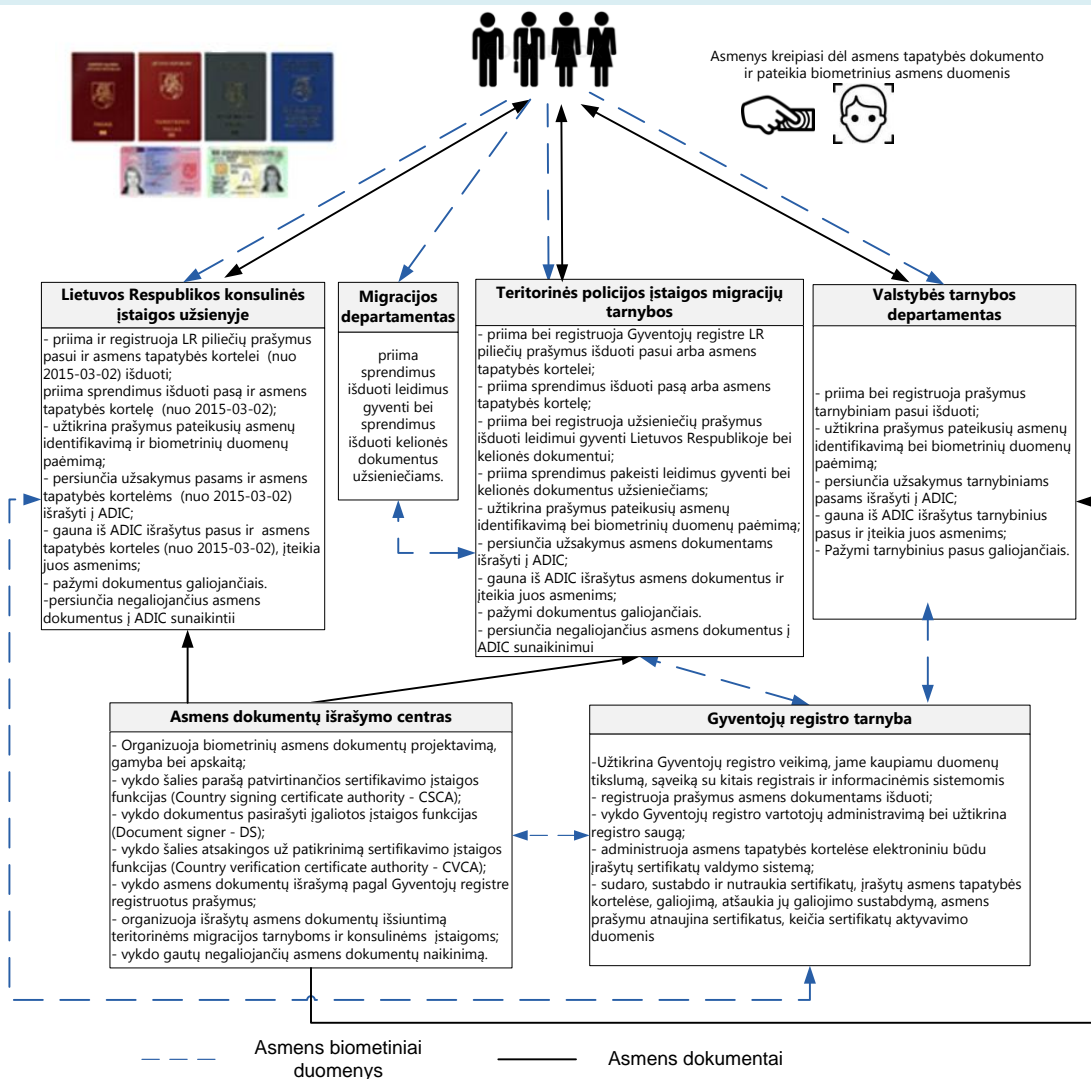 Asmenys kreipiasi dėl asmens tapatybės dokumento
ir pateikia biometrinius asmens duomenis
Lietuvos Respublikos konsulinės
įstaigos užsienyje
- priima ir registruoja LR piliečių prašymus
pasui ir asmens tapatybės kortelei  (nuo
2015-03-02) išduoti;
priima sprendimus išduoti pasą ir asmens
tapatybės kortelę  (nuo 2015-03-02);
- užtikrina prašymus pateikusių asmenų
identifikavimą ir biometrinių duomenų
paėmimą;
- persiunčia užsakymus pasams ir asmens
tapatybės kortelėms  (nuo 2015-03-02)
išrašyti į ADIC;
- gauna iš ADIC išrašytus pasus ir  asmens
tapatybės korteles (nuo 2015-03-02), įteikia
juos asmenims;
- pažymi dokumentus galiojančiais.
-persiunčia negaliojančius asmens
dokumentus į ADIC sunaikintii
Migracijos
departamentas
priima
sprendimus
išduoti leidimus
gyventi bei
sprendimus
išduoti kelionės
dokumentus
užsieniečiams.
Teritorinės policijos įstaigos migracijų
tarnybos
- priima bei registruoja Gyventojų registre LR
piliečių prašymus išduoti pasui arba asmens
tapatybės kortelei;
- priima sprendimus išduoti pasą arba asmens
tapatybės kortelę;
- priima bei registruoja užsieniečių prašymus
išduoti leidimui gyventi Lietuvos Respublikoje bei
kelionės dokumentui;
- priima sprendimus pakeisti leidimus gyventi bei
kelionės dokumentus užsieniečiams;
- užtikrina prašymus pateikusių asmenų
identifikavimą bei biometrinių duomenų paėmimą;
- persiunčia užsakymus asmens dokumentams
išrašyti į ADIC;
- gauna iš ADIC išrašytus asmens dokumentus ir
įteikia juos asmenims;
- pažymi dokumentus galiojančiais.
- persiunčia negaliojančius asmens dokumentus į
ADIC sunaikinimui
Valstybės tarnybos
departamentas
- priima bei registruoja prašymus
tarnybiniam pasui išduoti;
- užtikrina prašymus pateikusių asmenų
identifikavimą bei biometrinių duomenų
paėmimą;
- persiunčia užsakymus tarnybiniams
pasams išrašyti į ADIC;
- gauna iš ADIC išrašytus tarnybinius
pasus ir įteikia juos asmenims;
- Pažymi tarnybinius pasus galiojančiais.
Asmens dokumentų išrašymo centras
- Organizuoja biometrinių asmens dokumentų projektavimą,
gamyba bei apskaitą;
- vykdo šalies parašą patvirtinančios sertifikavimo įstaigos
funkcijas (Country signing certificate authority - CSCA);
- vykdo dokumentus pasirašyti įgaliotos įstaigos funkcijas
(Document signer - DS);
- vykdo šalies atsakingos už patikrinimą sertifikavimo įstaigos
funkcijas (Country verification certificate authority - CVCA);
- vykdo asmens dokumentų išrašymą pagal Gyventojų registre
registruotus prašymus;
- organizuoja išrašytų asmens dokumentų išsiuntimą
teritorinėms migracijos tarnyboms ir konsulinėms  įstaigoms;
- vykdo gautų negaliojančių asmens dokumentų naikinimą.
Gyventojų registro tarnyba
-Užtikrina Gyventojų registro veikimą, jame kaupiamu duomenų
tikslumą, sąveiką su kitais registrais ir informacinėmis sistemomis
- registruoja prašymus asmens dokumentams išduoti;
- vykdo Gyventojų registro vartotojų administravimą bei užtikrina
registro saugą;
- administruoja asmens tapatybės kortelėse elektroniniu būdu
įrašytų sertifikatų valdymo sistemą;
- sudaro, sustabdo ir nutraukia sertifikatų, įrašytų asmens tapatybės
kortelėse, galiojimą, atšaukia jų galiojimo sustabdymą, asmens
prašymu atnaujina sertifikatus, keičia sertifikatų aktyvavimo
duomenis
Asmens biometiniai
duomenys
Asmens dokumentai